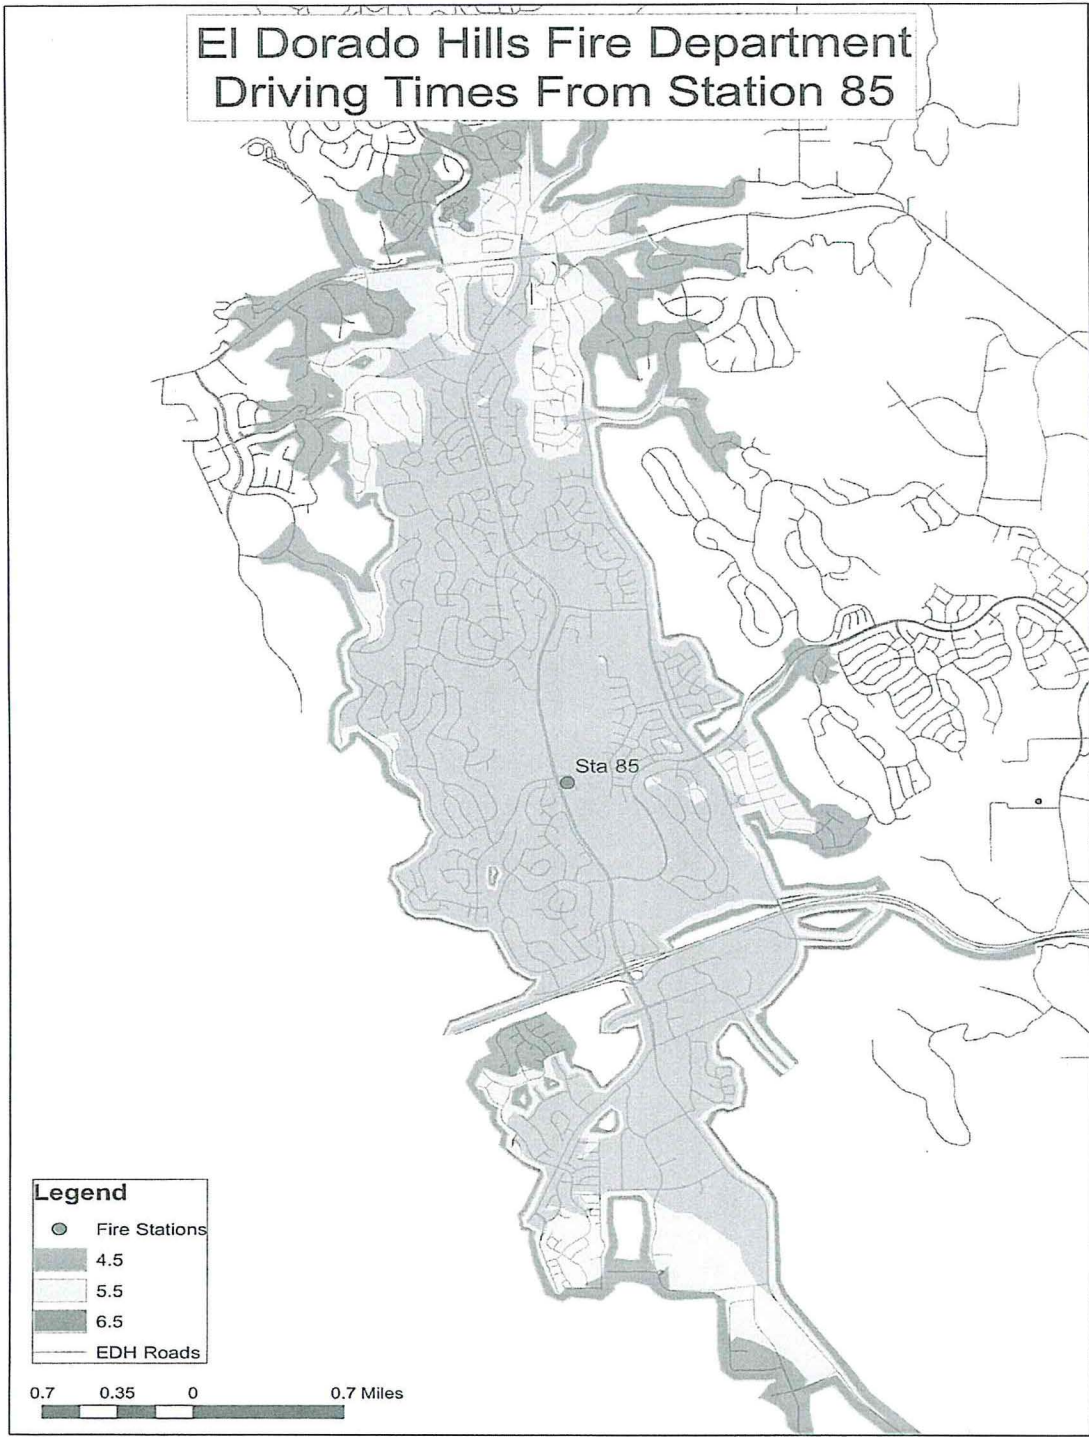 El Dorado Hills Fire Department
Driving Times From Station 85
Sta 85
Legend
Fire Stations
4.5
5.5
6.5
EDH Roads
0.7 0.35 0 0.7 Miles